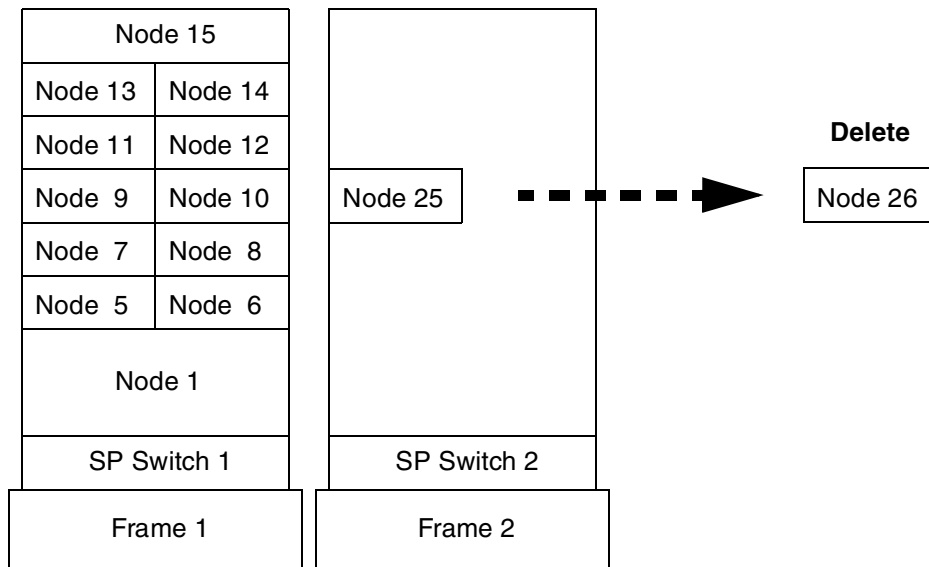 Node 15
Node 13 Node 14
Node 11 Node 12
Node 9 Node 10
Node 7 Node 8
Node 5 Node 6
Node 1
SP Switch 1
Frame 1
Node 25
SP Switch 2
Frame 2
Delete
Node 26